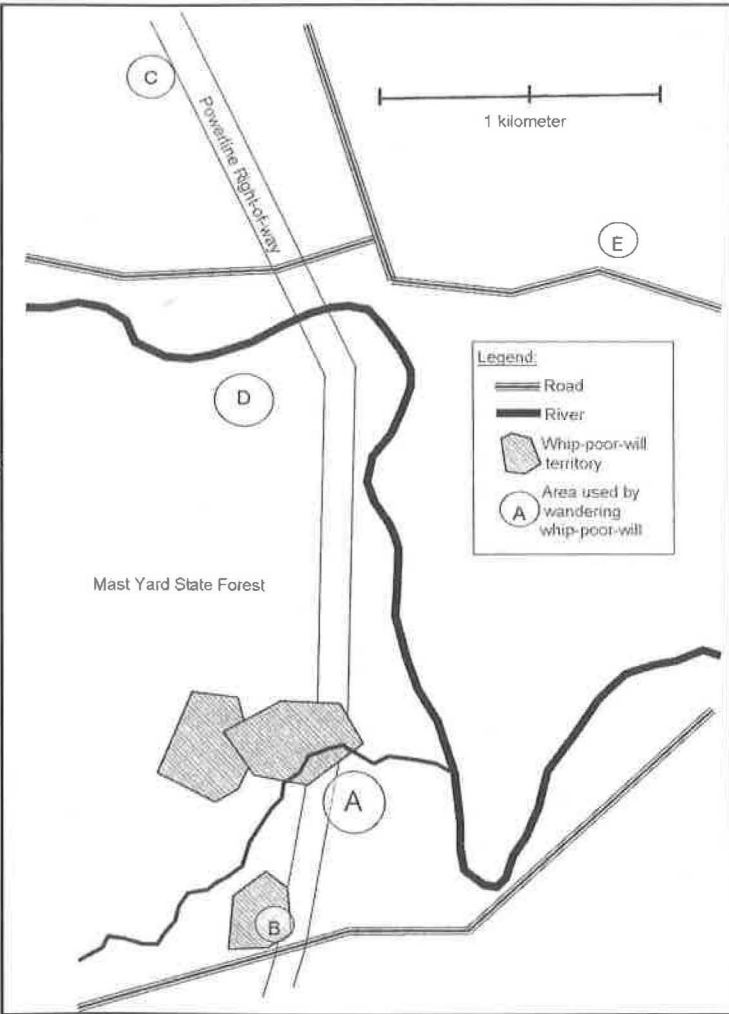 C
Powerline Right-of-way
1 kilometer
E
D
Legend:
Road
River
Whip-poor-will
territory
A
Area used by
wandering
whip-poor-will
Mast Yard State Forest
A
B